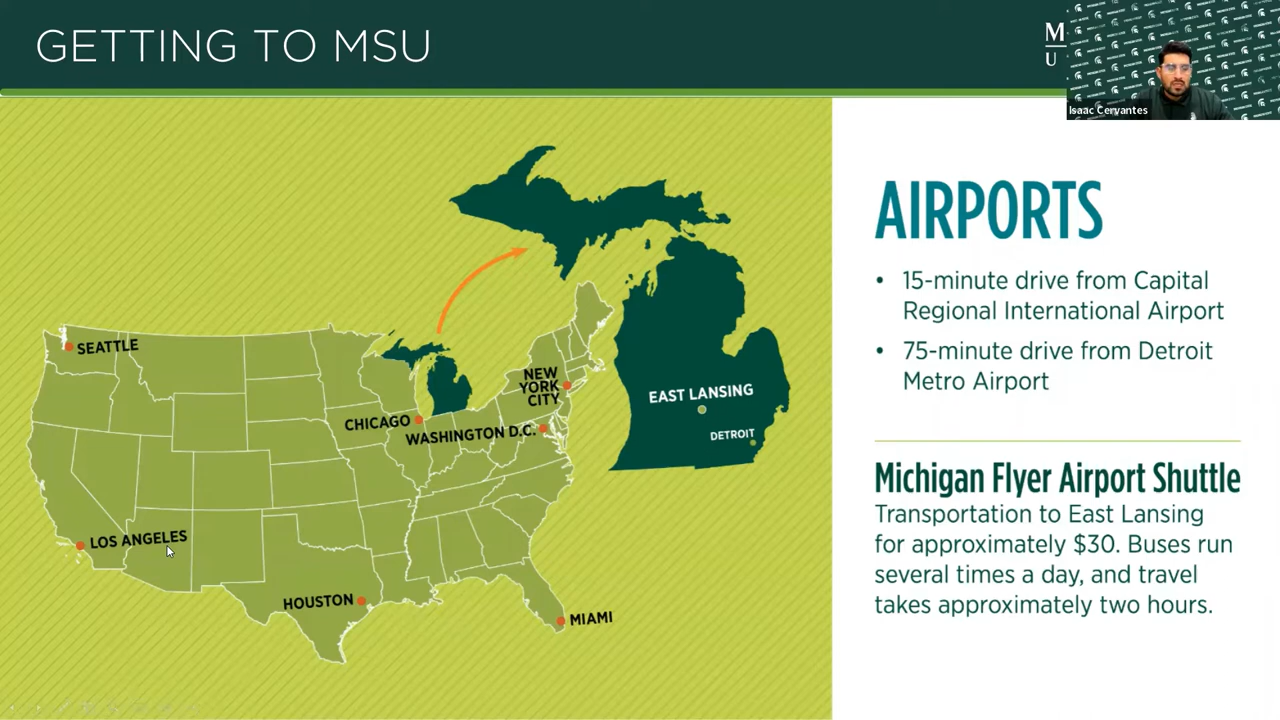 GETTING TO MSU
M
U
Isaac Cervantes
AIRPORTS
• 15-minute drive from Capital
Regional International Airport
• 75-minute drive from Detroit
Metro Airport
Michigan Flyer Airport Shuttle
Transportation to East Lansing
for approximately $30. Buses run
several times a day, and travel
takes approximately two hours.
SEATTLE
NEW
YORK
CITY
CHICAGO
WASHINGTON D.C.
LOS ANGELES
HOUSTON
MIAMI
EAST LANSING
DETROIT